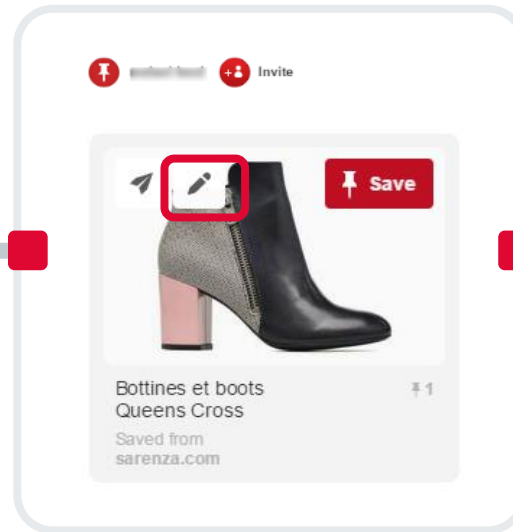 Invite
Save
Bottines et boots
Queens Cross
1
Saved from
sarenza.com